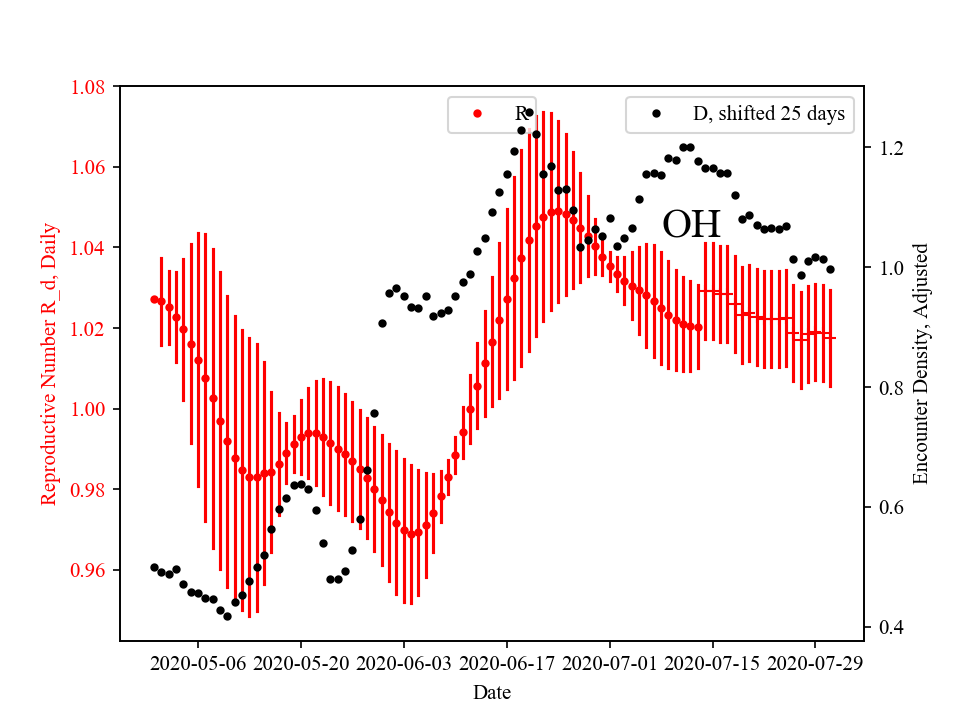 R
D, shifted 25 days
OH
Reproductive Number R_d, Daily
1.08
1.06
1.04
1.02
1.00
0.98
0.96
Encounter Density, Adjusted
1.2
1.0
0.8
0.6
0.4
2020-05-06 2020-05-20 2020-06-03 2020-06-17 2020-07-01 2020-07-15 2020-07-29
Date